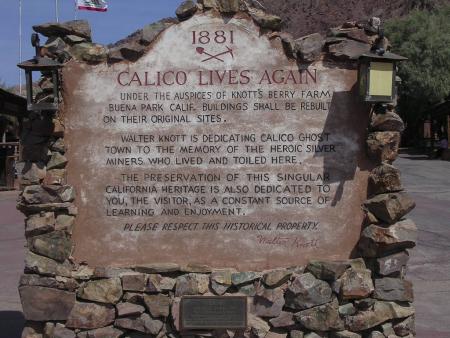 1881
CALICO LIVES AGAIN
UNDER THE AUSPICES OF KNOTT'S BERRY FARM
BUENA PARK CALIF. BUILDINGS SHALL BE REBUILT
ON THEIR ORIGINAL SITES.
WALTER KNOTT IS DEDICATING CALICO GHOST
TOWN TO THE MEMORY OF THE HEROIC SILVER
MINERS WHO LIVED AND TOILED HERE.
THE PRESERVATION OF THIS SINGULAR
CALIFORNIA HERITAGE IS ALSO DEDICATED TO
YOU, THE VISITOR, AS A CONSTANT SOURCE OF
LEARNING AND ENJOYMENT.
PLEASE RESPECT THIS HISTORICAL PROPERTY.
Walter Knott